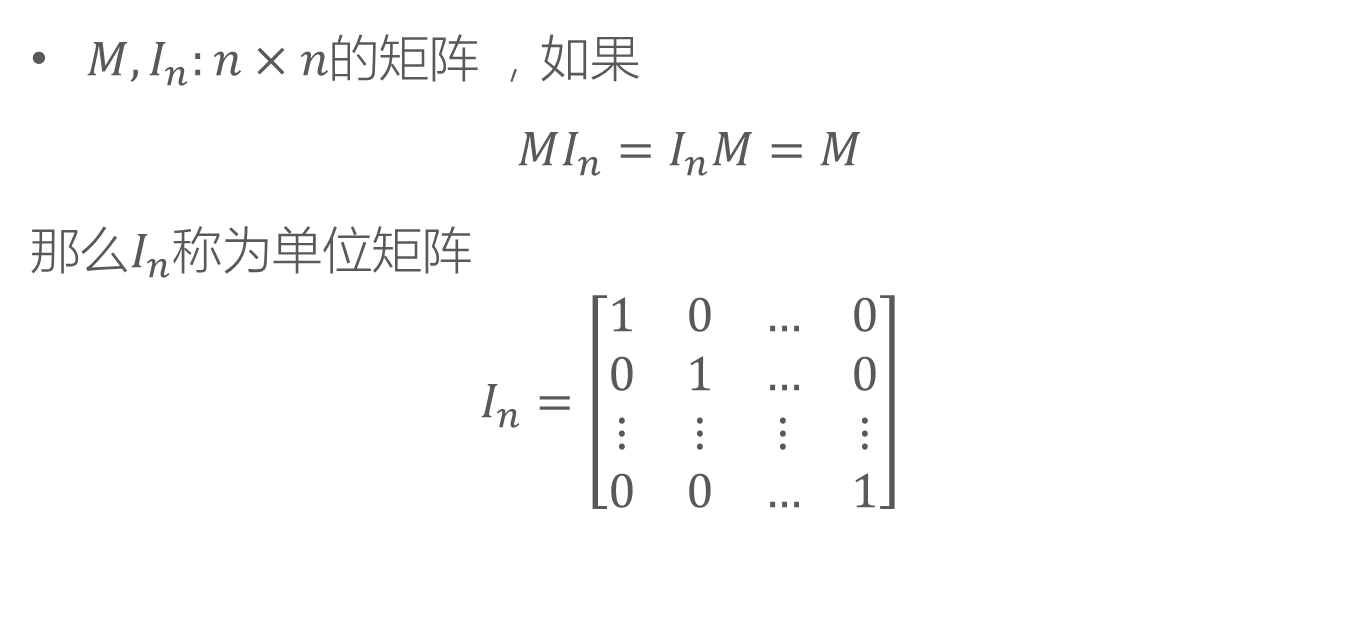 • M, Iₙ: n × n的矩阵 ，如果
MIₙ = IₙM = M
那么Iₙ称为单位矩阵
Iₙ = [1 0 … 0
0 1 … 0
⋮ ⋮ ⋮ ⋮
0 0 … 1]